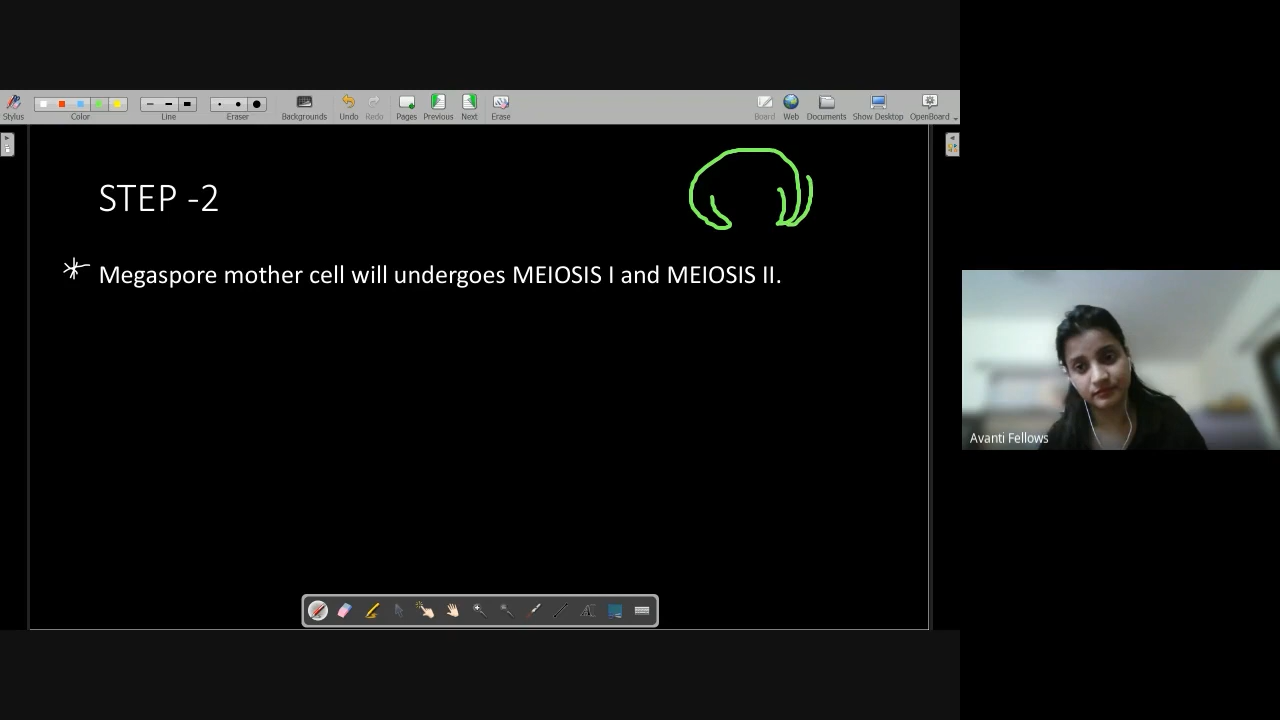 Stylus
Color
Line
Eraser
Backgrounds
Undo
Redo
Pages
Previous
Next
Erase
Board
Web
Documents
Show Desktop
OpenBoard
STEP -2
* Megaspore mother cell will undergoes MEIOSIS I and MEIOSIS II.
Avanti Fellows